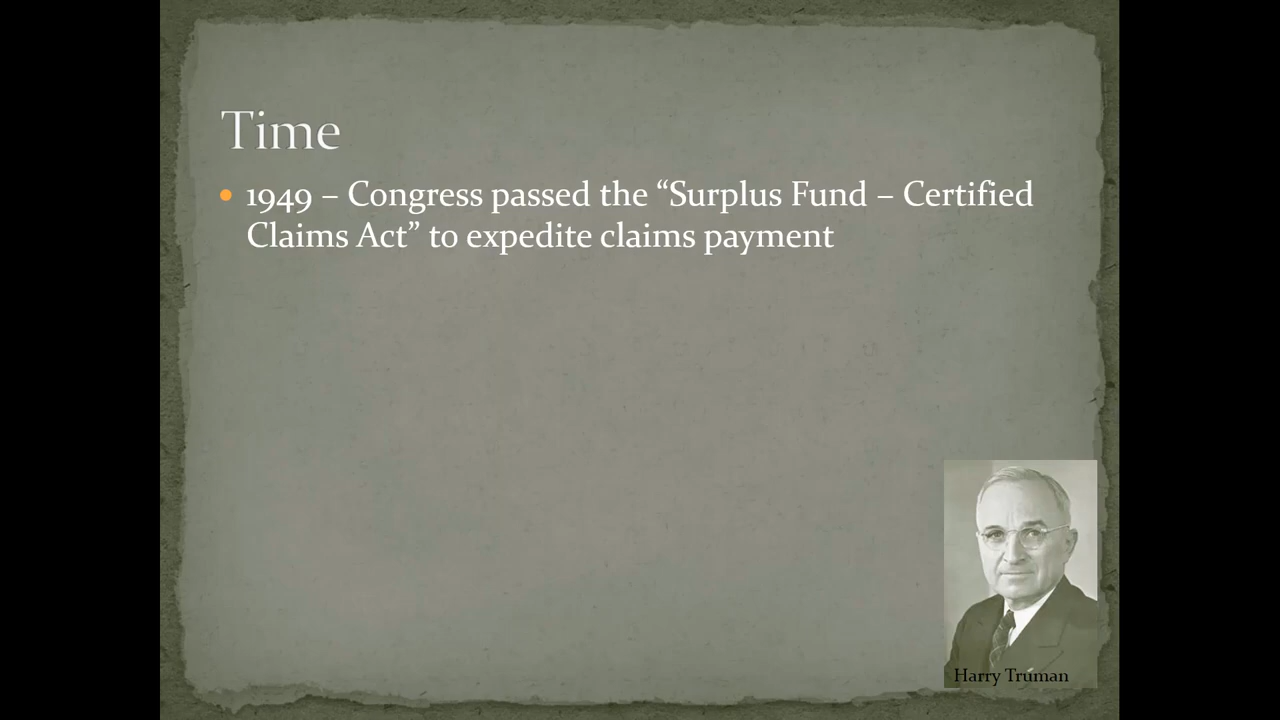 Time
• 1949 – Congress passed the “Surplus Fund – Certified
Claims Act” to expedite claims payment
Harry Truman